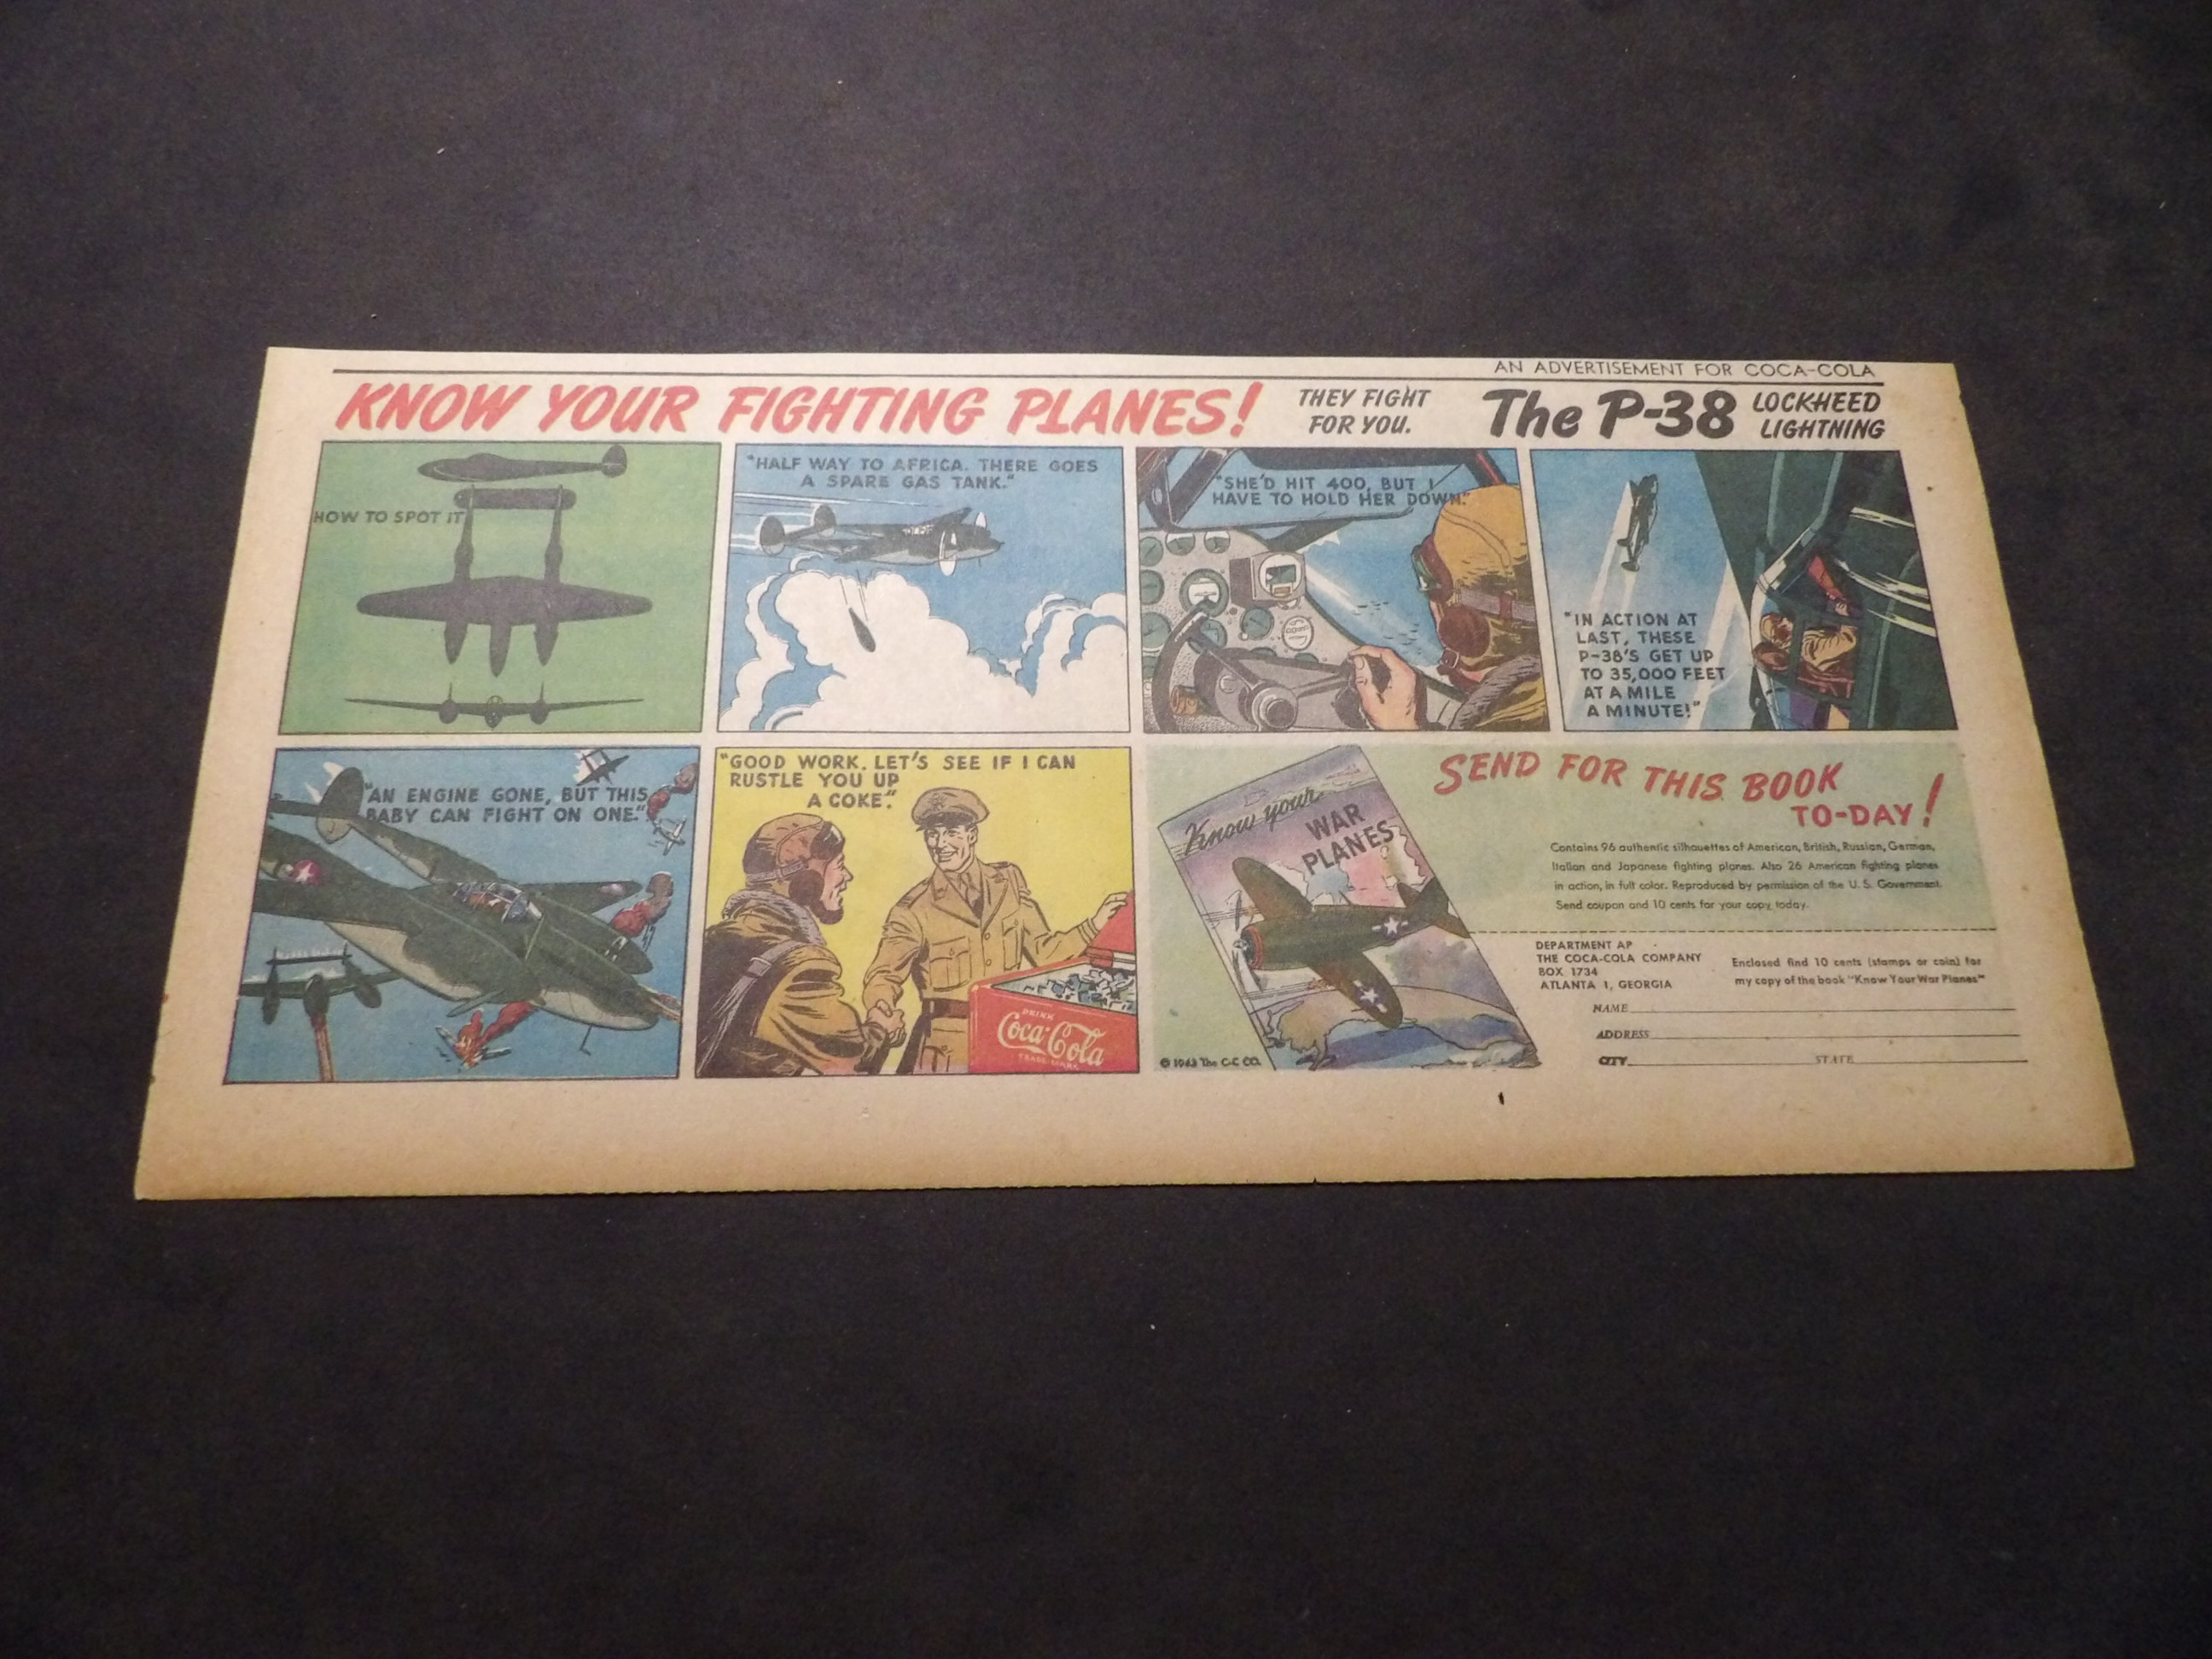 AN ADVERTISEMENT FOR COCA-COLA
KNOW YOUR FIGHTING PLANES!
THEY FIGHT
FOR YOU.
The P-38
LOCKHEED
LIGHTNING
HOW TO SPOT IT
"HALF WAY TO AFRICA. THERE GOES
A SPARE GAS TANK."
"SHE'D HIT 400, BUT I
HAVE TO HOLD HER DOWN."
"IN ACTION AT
LAST, THESE
P-38'S GET UP
TO 35,000 FEET
AT A MILE
A MINUTE!"
"AN ENGINE GONE, BUT THIS
BABY CAN FIGHT ON ONE."
"GOOD WORK. LET'S SEE IF I CAN
RUSTLE YOU UP
A COKE."
DRINK
Coca-Cola
TRADE-MARK
Know your
WAR
PLANES
© 1943 The C-C CO.
SEND FOR THIS BOOK
TO-DAY!
Contains 96 authentic silhouettes of American, British, Russian, German,
Italian and Japanese fighting planes. Also 26 American fighting planes
in action, in full color. Reproduced by permission of the U. S. Government.
Send coupon and 10 cents for your copy today.
DEPARTMENT AP
THE COCA-COLA COMPANY
BOX 1734
ATLANTA 1, GEORGIA
Enclosed find 10 cents (stamps or coin) for
my copy of the book "Know Your War Planes"
NAME
ADDRESS
CITY STATE